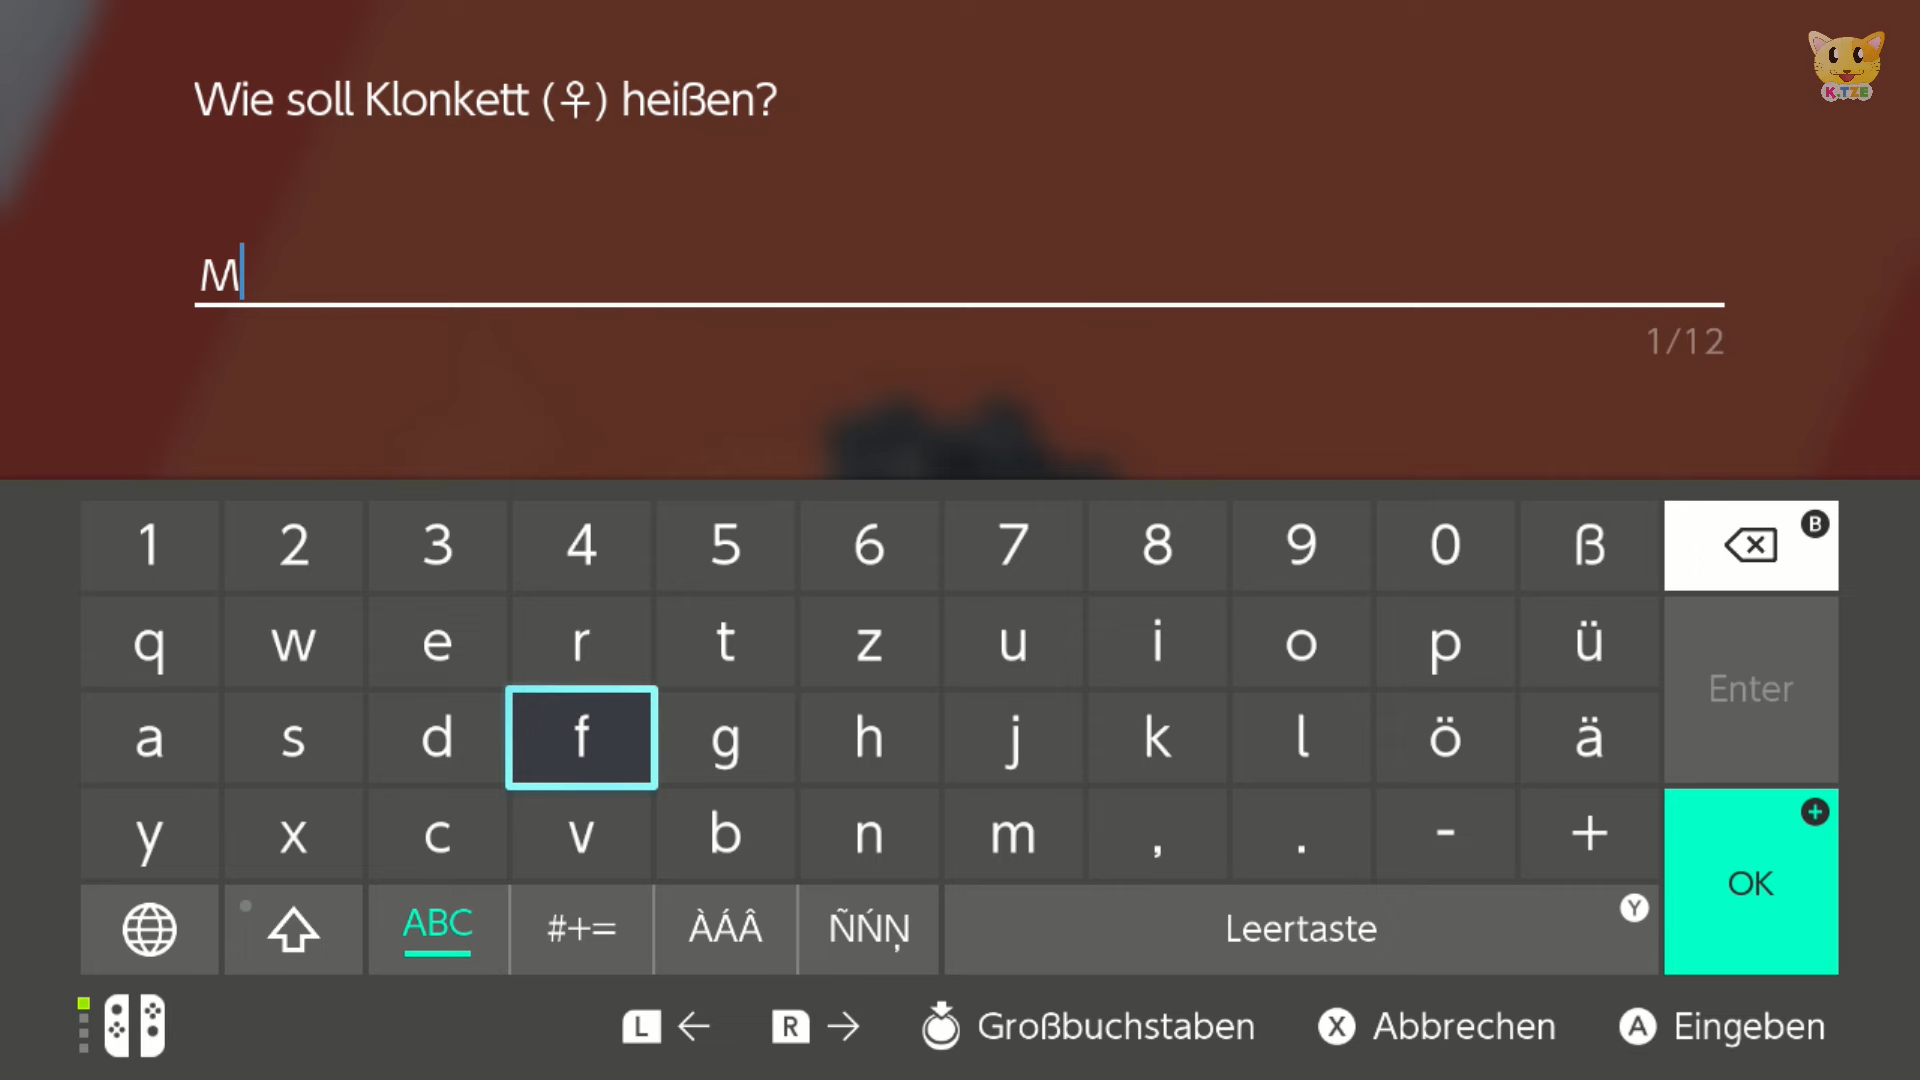 K.TZE
Wie soll Klonkett (♀) heißen?
M
1/12
1 2 3 4 5 6 7 8 9 0 ß B
q w e r t z u i o p ü Enter
a s d f g h j k l ö ä
y x c v b n m , . - + OK +
ABC #+= ÀÁÂ ÑŃŅ Leertaste Y
L ← R → Großbuchstaben X Abbrechen A Eingeben